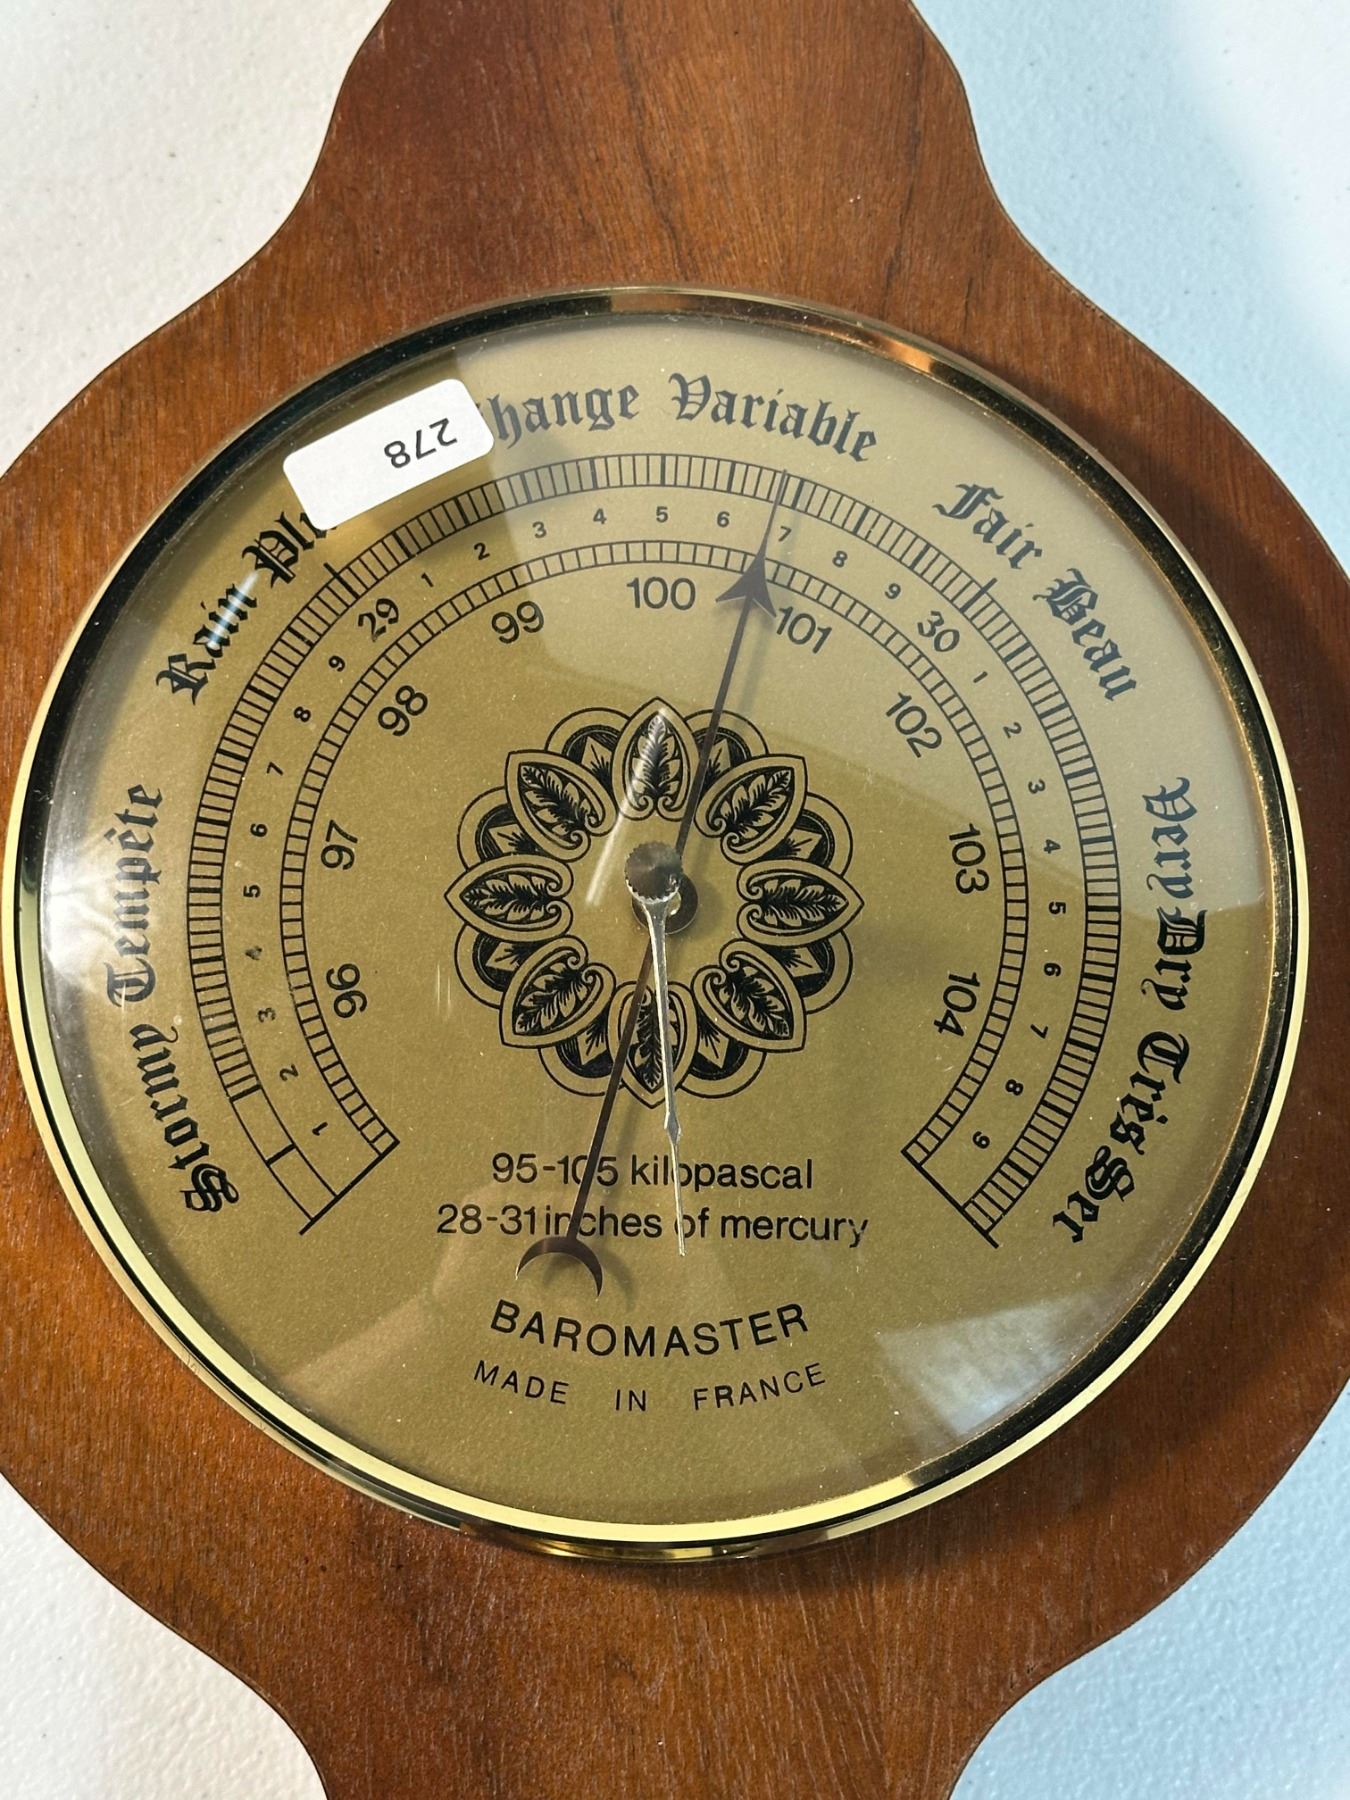 278
Stormy Tempête
Rain
Change Variable
Fair Beau
Very Dry Très Sec
1 2 3 4 5 6 7 8 9 29 1 2 3 4 5 6 7 8 9 30 1 2 3 4 5 6 7 8 9
96 97 98 99 100 101 102 103 104
95-105 kilopascal
28-31 inches of mercury
BAROMASTER
MADE IN FRANCE